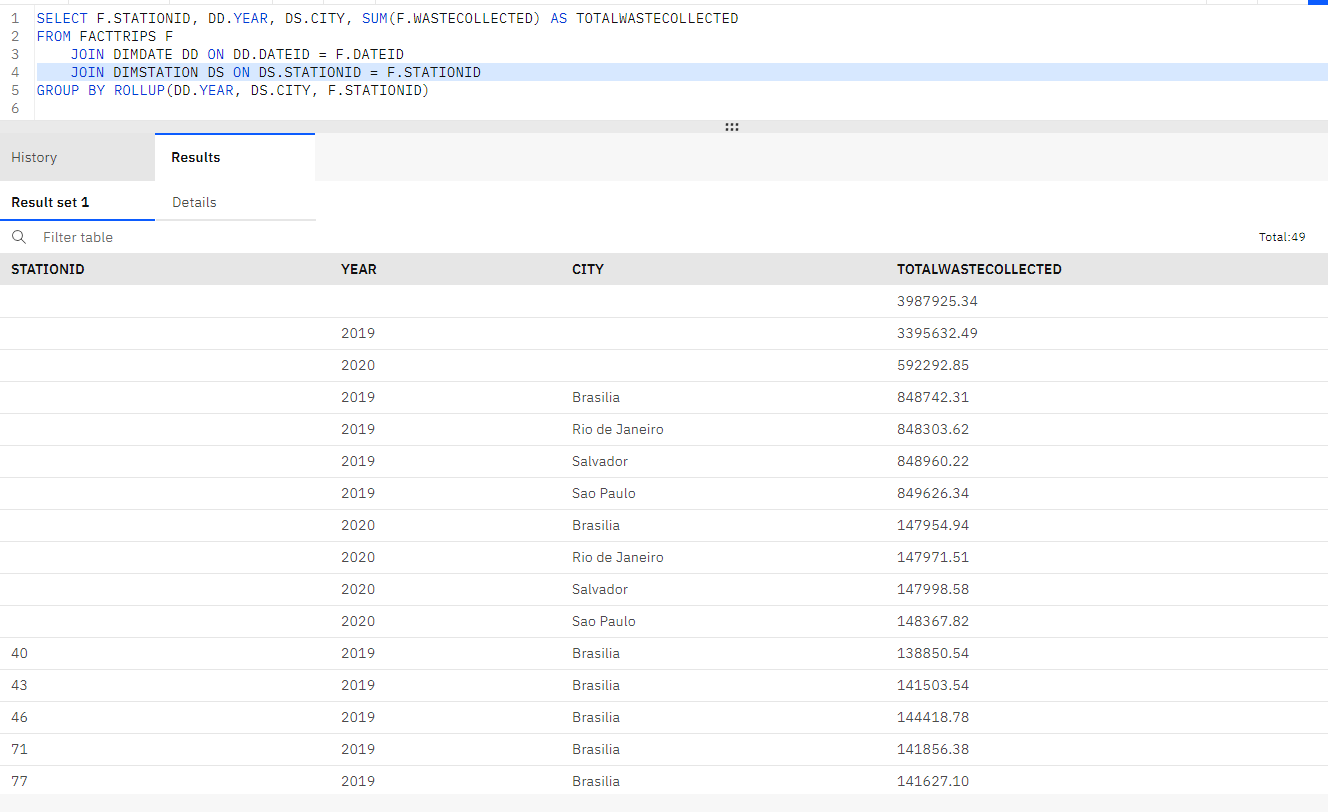 1 SELECT F.STATIONID, DD.YEAR, DS.CITY, SUM(F.WASTECOLLECTED) AS TOTALWASTECOLLECTED
2 FROM FACTTRIPS F
3 JOIN DIMDATE DD ON DD.DATEID = F.DATEID
4 JOIN DIMSTATION DS ON DS.STATIONID = F.STATIONID
5 GROUP BY ROLLUP(DD.YEAR, DS.CITY, F.STATIONID)
6
History Results
Result set 1 Details
Filter table Total:49
STATIONID YEAR CITY TOTALWASTECOLLECTED
3987925.34
2019 3395632.49
2020 592292.85
2019 Brasilia 848742.31
2019 Rio de Janeiro 848303.62
2019 Salvador 848960.22
2019 Sao Paulo 849626.34
2020 Brasilia 147954.94
2020 Rio de Janeiro 147971.51
2020 Salvador 147998.58
2020 Sao Paulo 148367.82
40 2019 Brasilia 138850.54
43 2019 Brasilia 141503.54
46 2019 Brasilia 144418.78
71 2019 Brasilia 141856.38
77 2019 Brasilia 141627.10